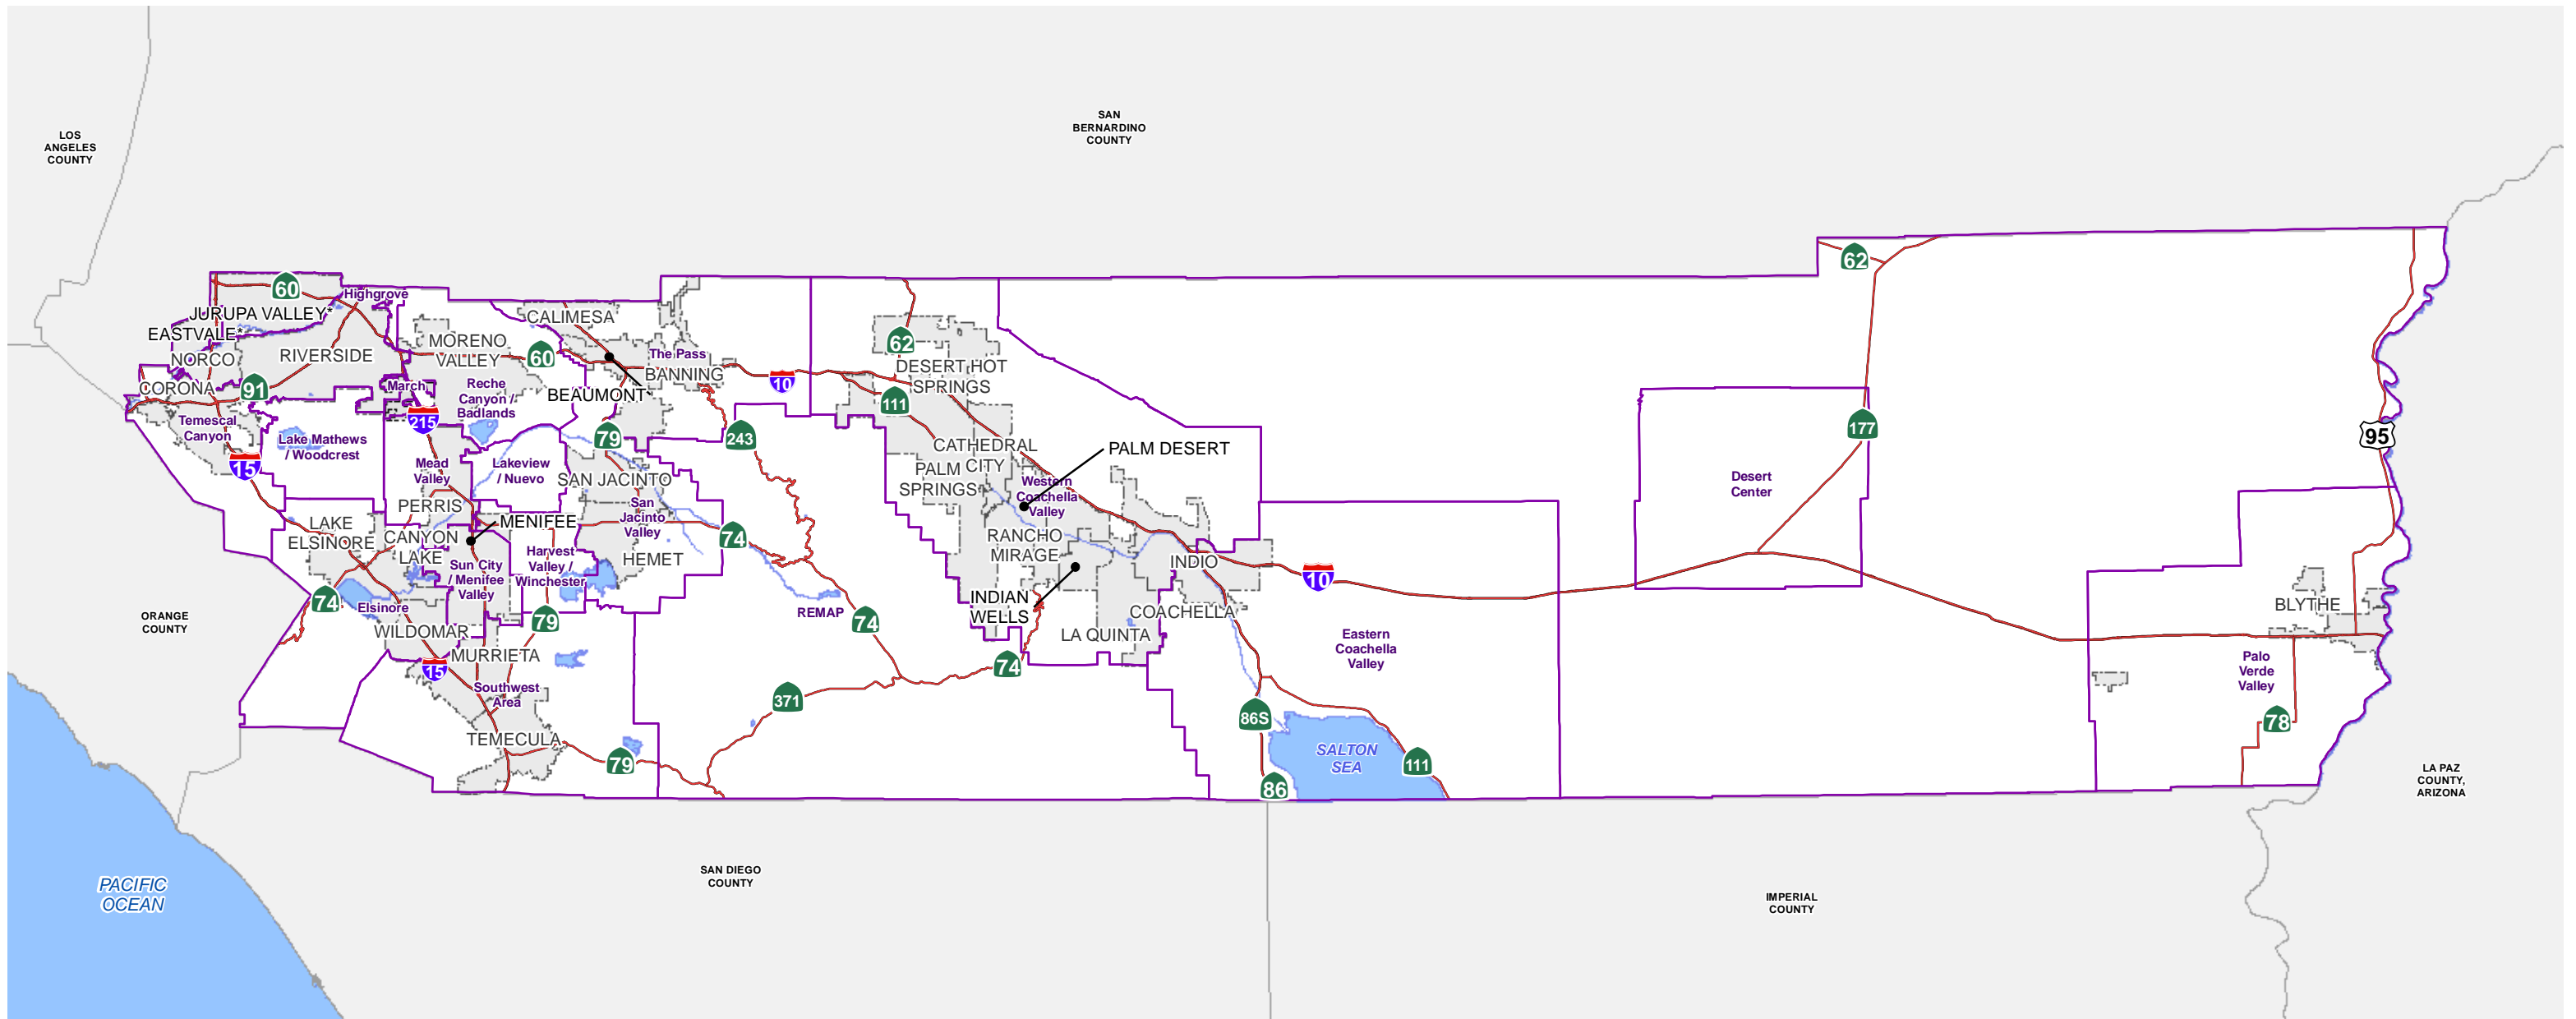 LOS
ANGELES
COUNTY
SAN
BERNARDINO
COUNTY
62
60
Highgrove
JURUPA VALLEY*
EASTVALE*
CALIMESA
NORCO
RIVERSIDE
MORENO
VALLEY
60
The Pass
62
CORONA
91
March
Reche
Canyon /
Badlands
BEAUMONT
BANNING
10
DESERT HOT
SPRINGS
111
Temescal
Canyon
215
Lake Mathews
/ Woodcrest
79
243
177
95
15
Mead
Valley
Lakeview
/ Nuevo
SAN JACINTO
CATHEDRAL
CITY
PALM DESERT
PALM
SPRINGS
Western
Coachella
Valley
Desert
Center
PERRIS
MENIFEE
San
Jacinto
Valley
74
LAKE
ELSINORE
CANYON
LAKE
HEMET
RANCHO
MIRAGE
INDIO
10
Sun City
/ Menifee
Valley
Harvest
Valley /
Winchester
74
Elsinore
79
REMAP
74
INDIAN
WELLS
COACHELLA
BLYTHE
ORANGE
COUNTY
WILDOMAR
MURRIETA
15
LA QUINTA
74
Eastern
Coachella
Valley
Palo
Verde
Valley
Southwest
Area
371
86S
78
TEMECULA
79
SALTON
SEA
111
86
LA PAZ
COUNTY,
ARIZONA
PACIFIC
OCEAN
SAN DIEGO
COUNTY
IMPERIAL
COUNTY